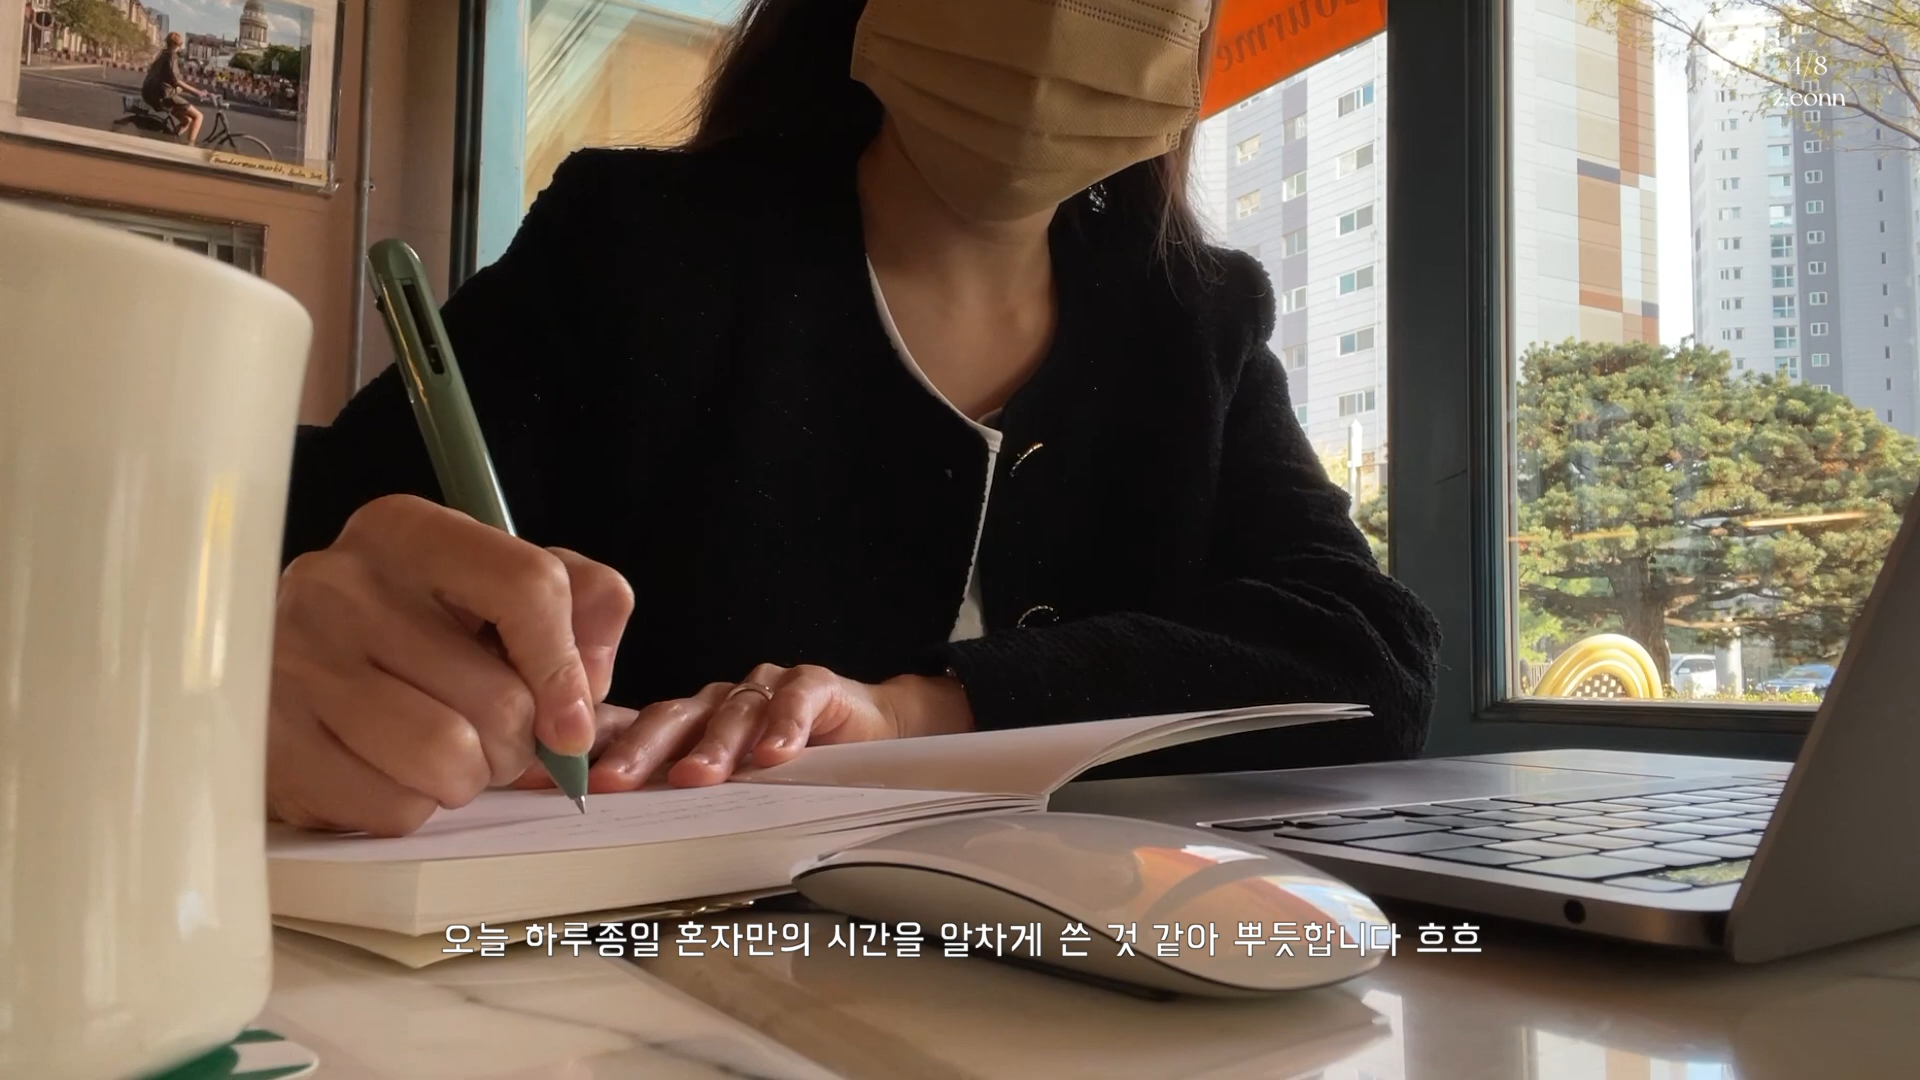 4/8
z.eonn
오늘 하루종일 혼자만의 시간을 알차게 쓴 것 같아 뿌듯합니다 흐흐